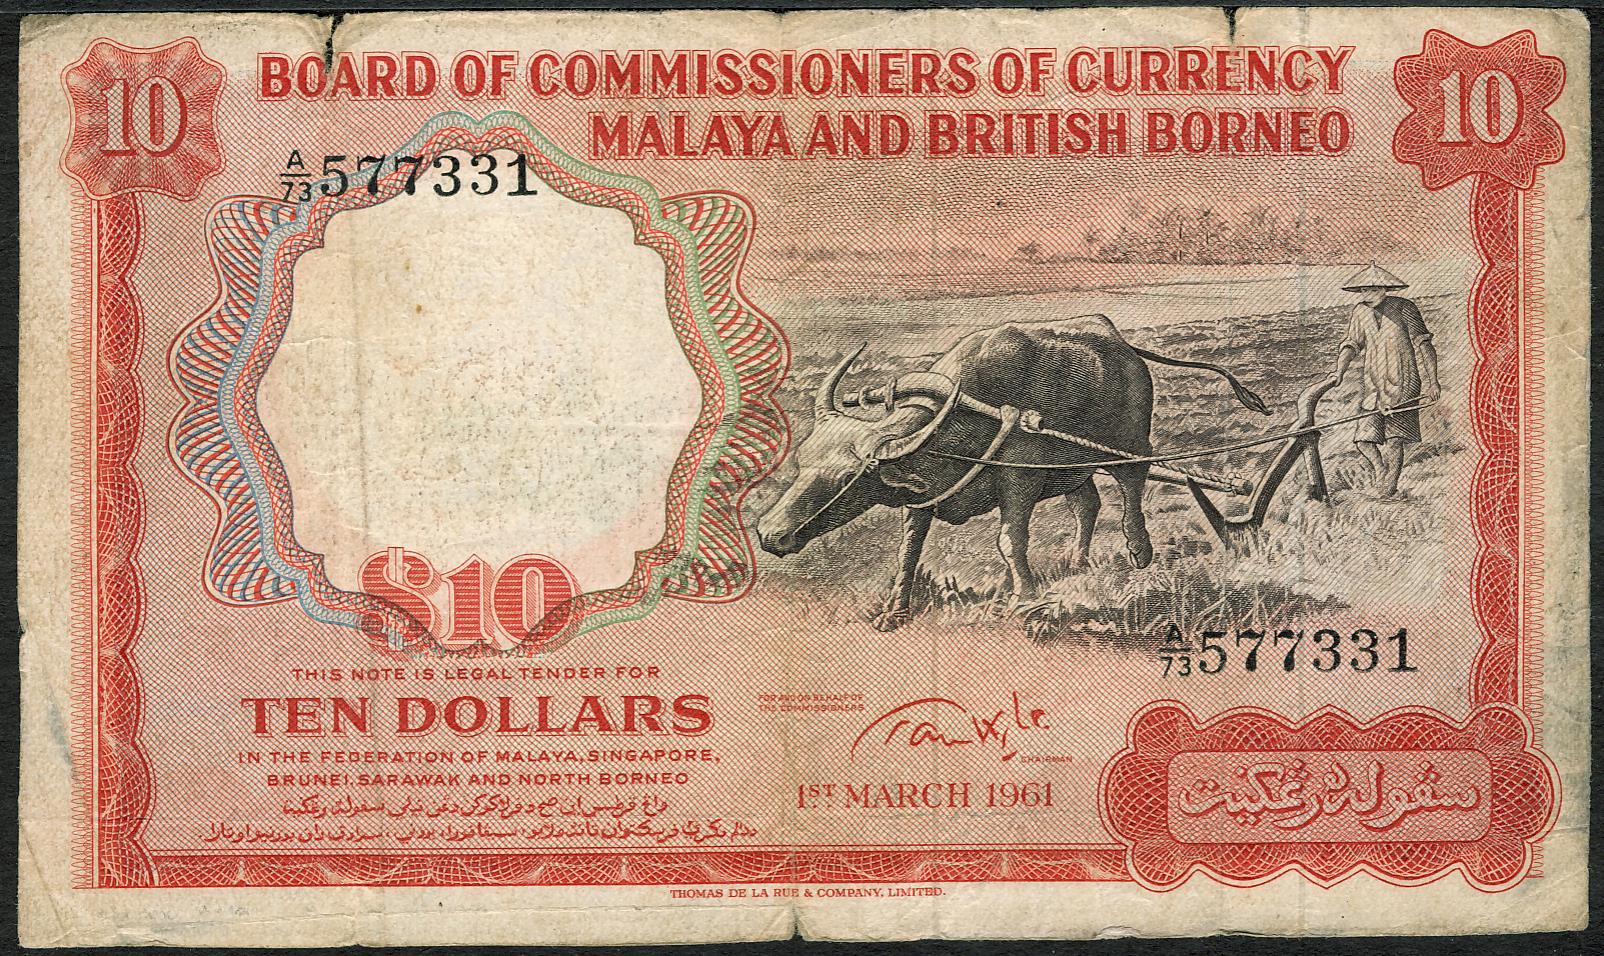 10
BOARD OF COMMISSIONERS OF CURRENCY
MALAYA AND BRITISH BORNEO
10
A/73 577331
$10
A/73 577331
THIS NOTE IS LEGAL TENDER FOR
TEN DOLLARS
IN THE FEDERATION OF MALAYA, SINGAPORE,
BRUNEI, SARAWAK AND NORTH BORNEO
FOR AND ON BEHALF OF
THE COMMISSIONERS
CHAIRMAN
1ST MARCH 1961
سڤوله رڠݢيت
THOMAS DE LA RUE & COMPANY, LIMITED.